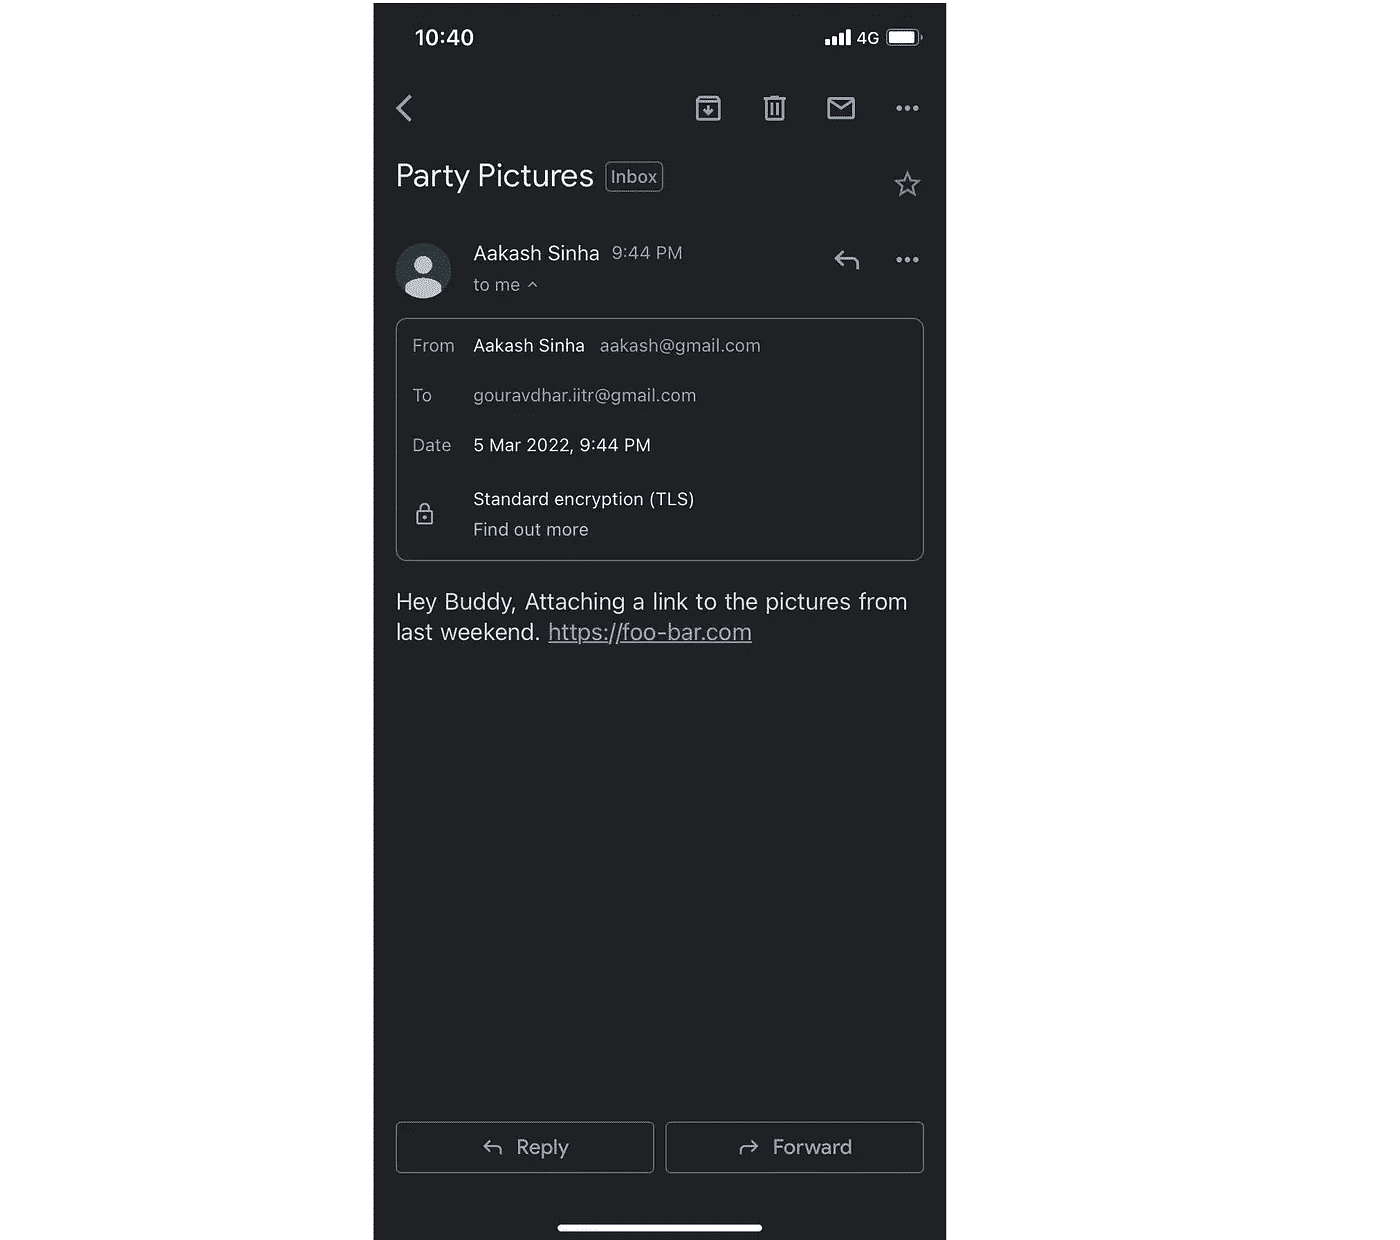 10:40
4G
Party Pictures Inbox
Aakash Sinha 9:44 PM
to me
From Aakash Sinha aakash@gmail.com
To gouravdhar.iitr@gmail.com
Date 5 Mar 2022, 9:44 PM
Standard encryption (TLS)
Find out more
Hey Buddy, Attaching a link to the pictures from
last weekend. https://foo-bar.com
Reply
Forward